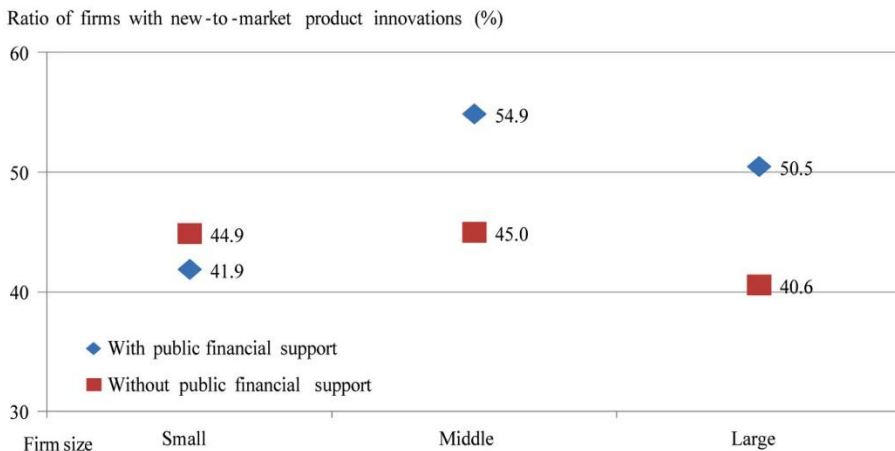 Ratio of firms with new-to-market product innovations (%)
60
54.9
50
50.5
44.9
45.0
41.9
40
40.6
With public financial support
Without public financial support
30
Firm size
Small
Middle
Large